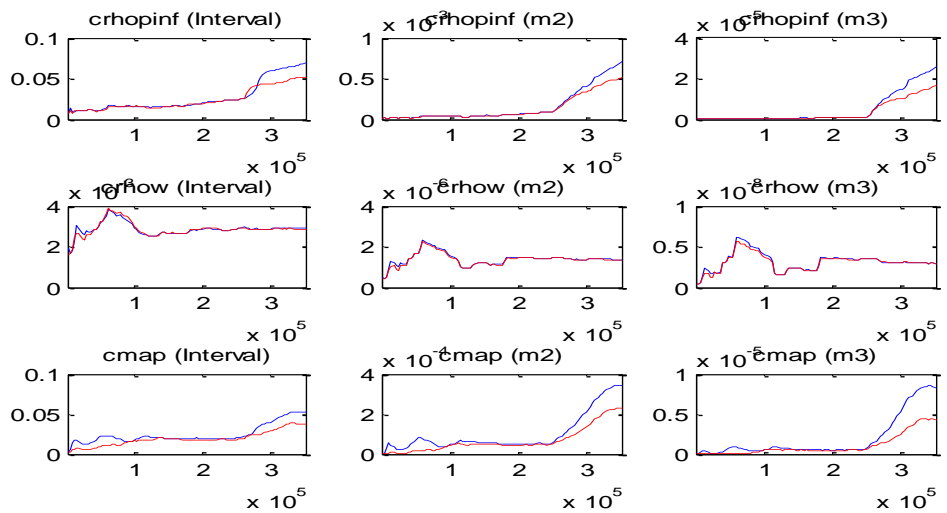 crhopinf (Interval)
0.1
0.05
0
1 2 3
x 10^5
x 10^-3
crhopinf (m2)
1
0.5
0
1 2 3
x 10^5
x 10^-5
crhopinf (m3)
4
2
0
1 2 3
x 10^5
x 10
crhow (Interval)
4
2
0
1 2 3
x 10^5
x 10^-6
crhow (m2)
4
2
0
1 2 3
x 10^5
x 10^-8
crhow (m3)
1
0.5
0
1 2 3
x 10^5
cmap (Interval)
0.1
0.05
0
1 2 3
x 10^5
x 10^-4
cmap (m2)
4
2
0
1 2 3
x 10^5
x 10^-5
cmap (m3)
1
0.5
0
1 2 3
x 10^5